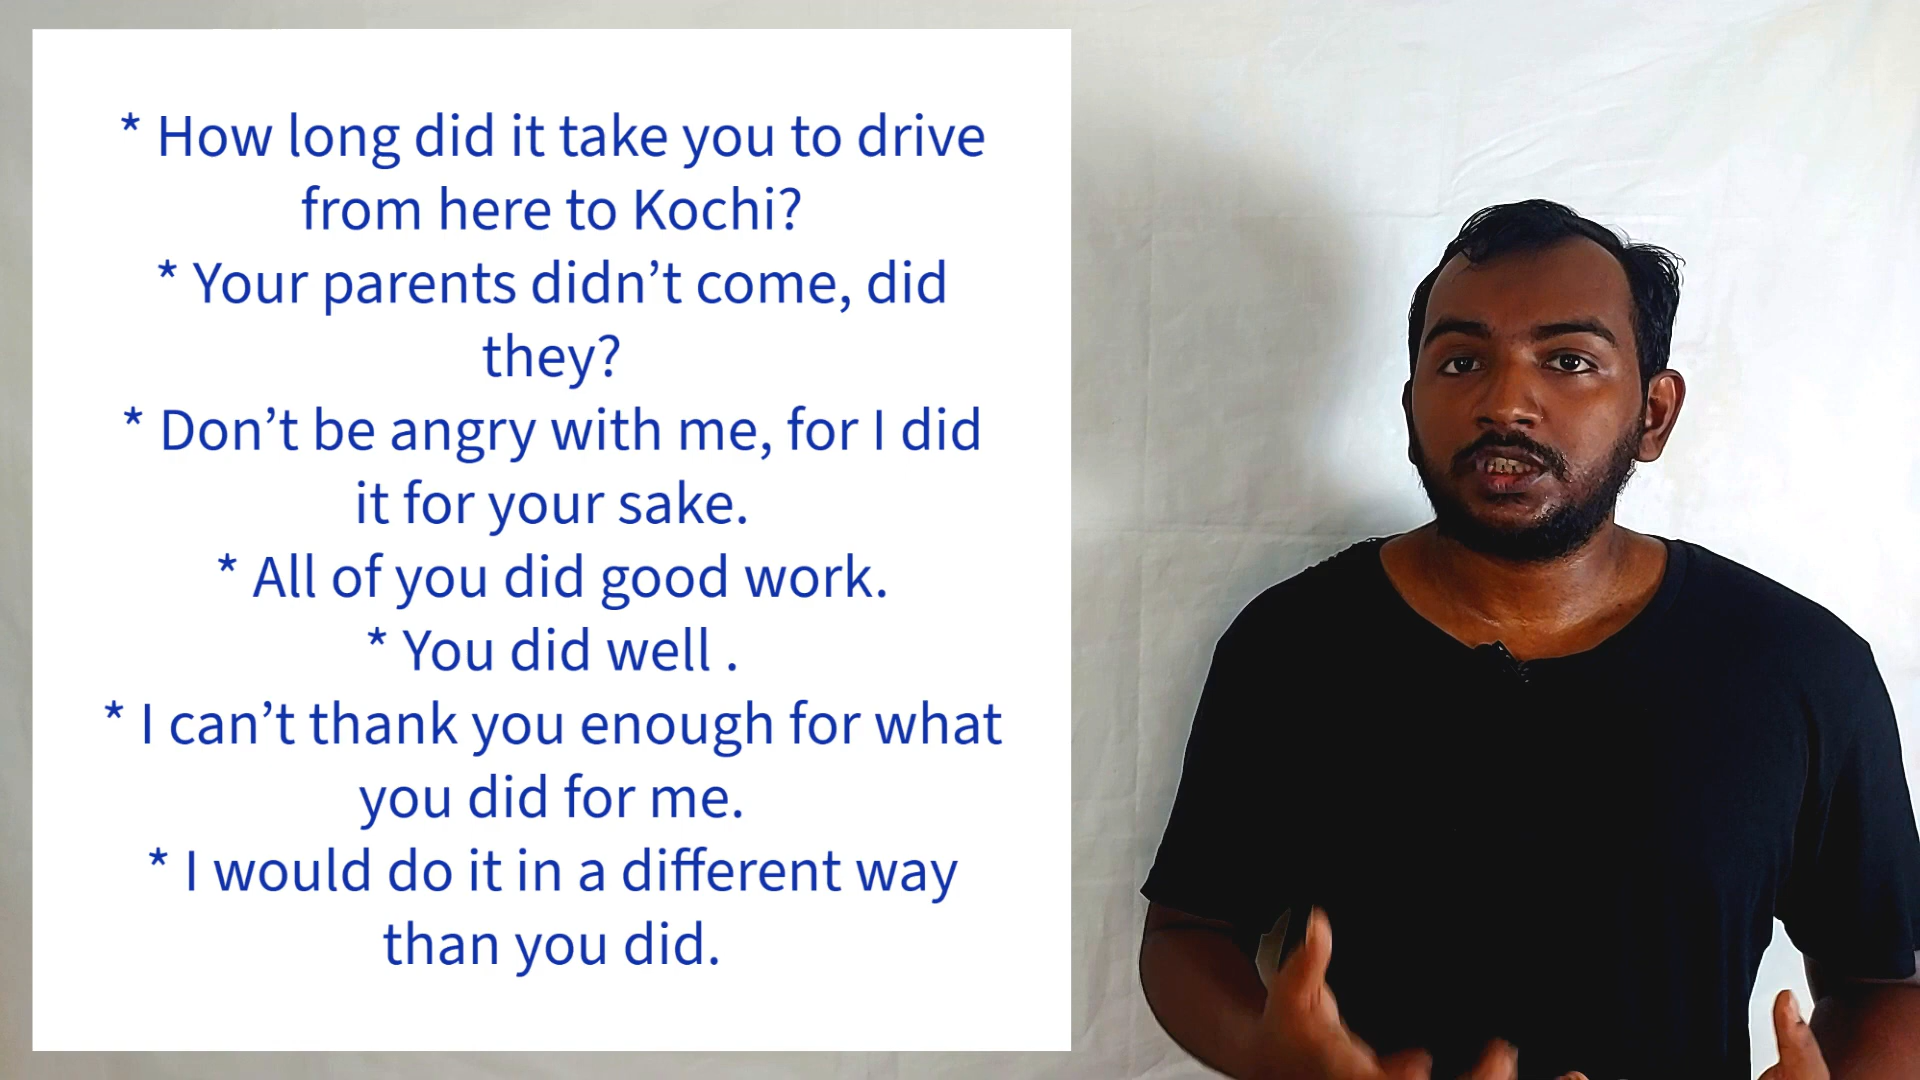 * How long did it take you to drive
from here to Kochi?
* Your parents didn’t come, did
they?
* Don’t be angry with me, for I did
it for your sake.
* All of you did good work.
* You did well .
* I can’t thank you enough for what
you did for me.
* I would do it in a different way
than you did.